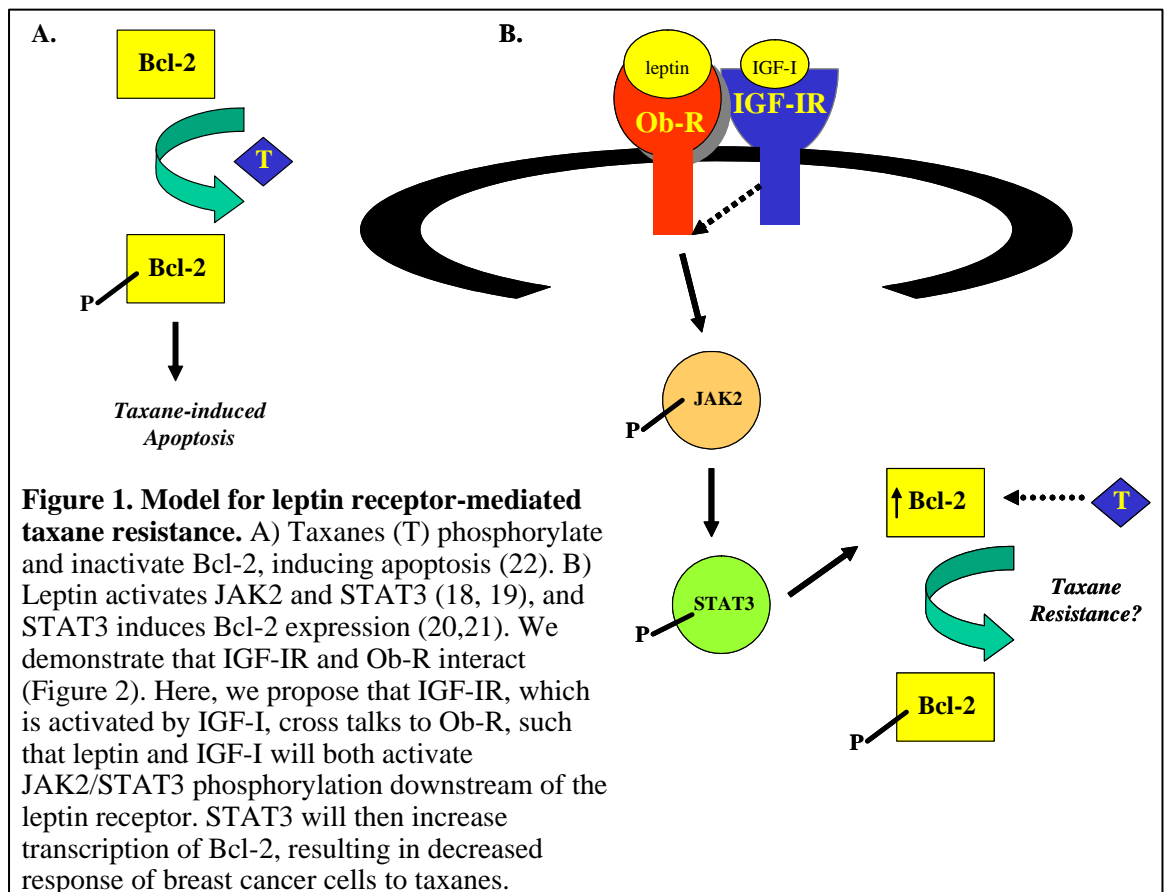 A.
Bcl-2
T
Bcl-2
P
Taxane-induced
Apoptosis
B.
leptin
IGF-I
Ob-R
IGF-IR
JAK2
P
STAT3
P
Bcl-2
T
Taxane
Resistance?
Bcl-2
P
Figure 1. Model for leptin receptor-mediated
taxane resistance. A) Taxanes (T) phosphorylate
and inactivate Bcl-2, inducing apoptosis (22). B)
Leptin activates JAK2 and STAT3 (18, 19), and
STAT3 induces Bcl-2 expression (20,21). We
demonstrate that IGF-IR and Ob-R interact
(Figure 2). Here, we propose that IGF-IR, which
is activated by IGF-I, cross talks to Ob-R, such
that leptin and IGF-I will both activate
JAK2/STAT3 phosphorylation downstream of the
leptin receptor. STAT3 will then increase
transcription of Bcl-2, resulting in decreased
response of breast cancer cells to taxanes.